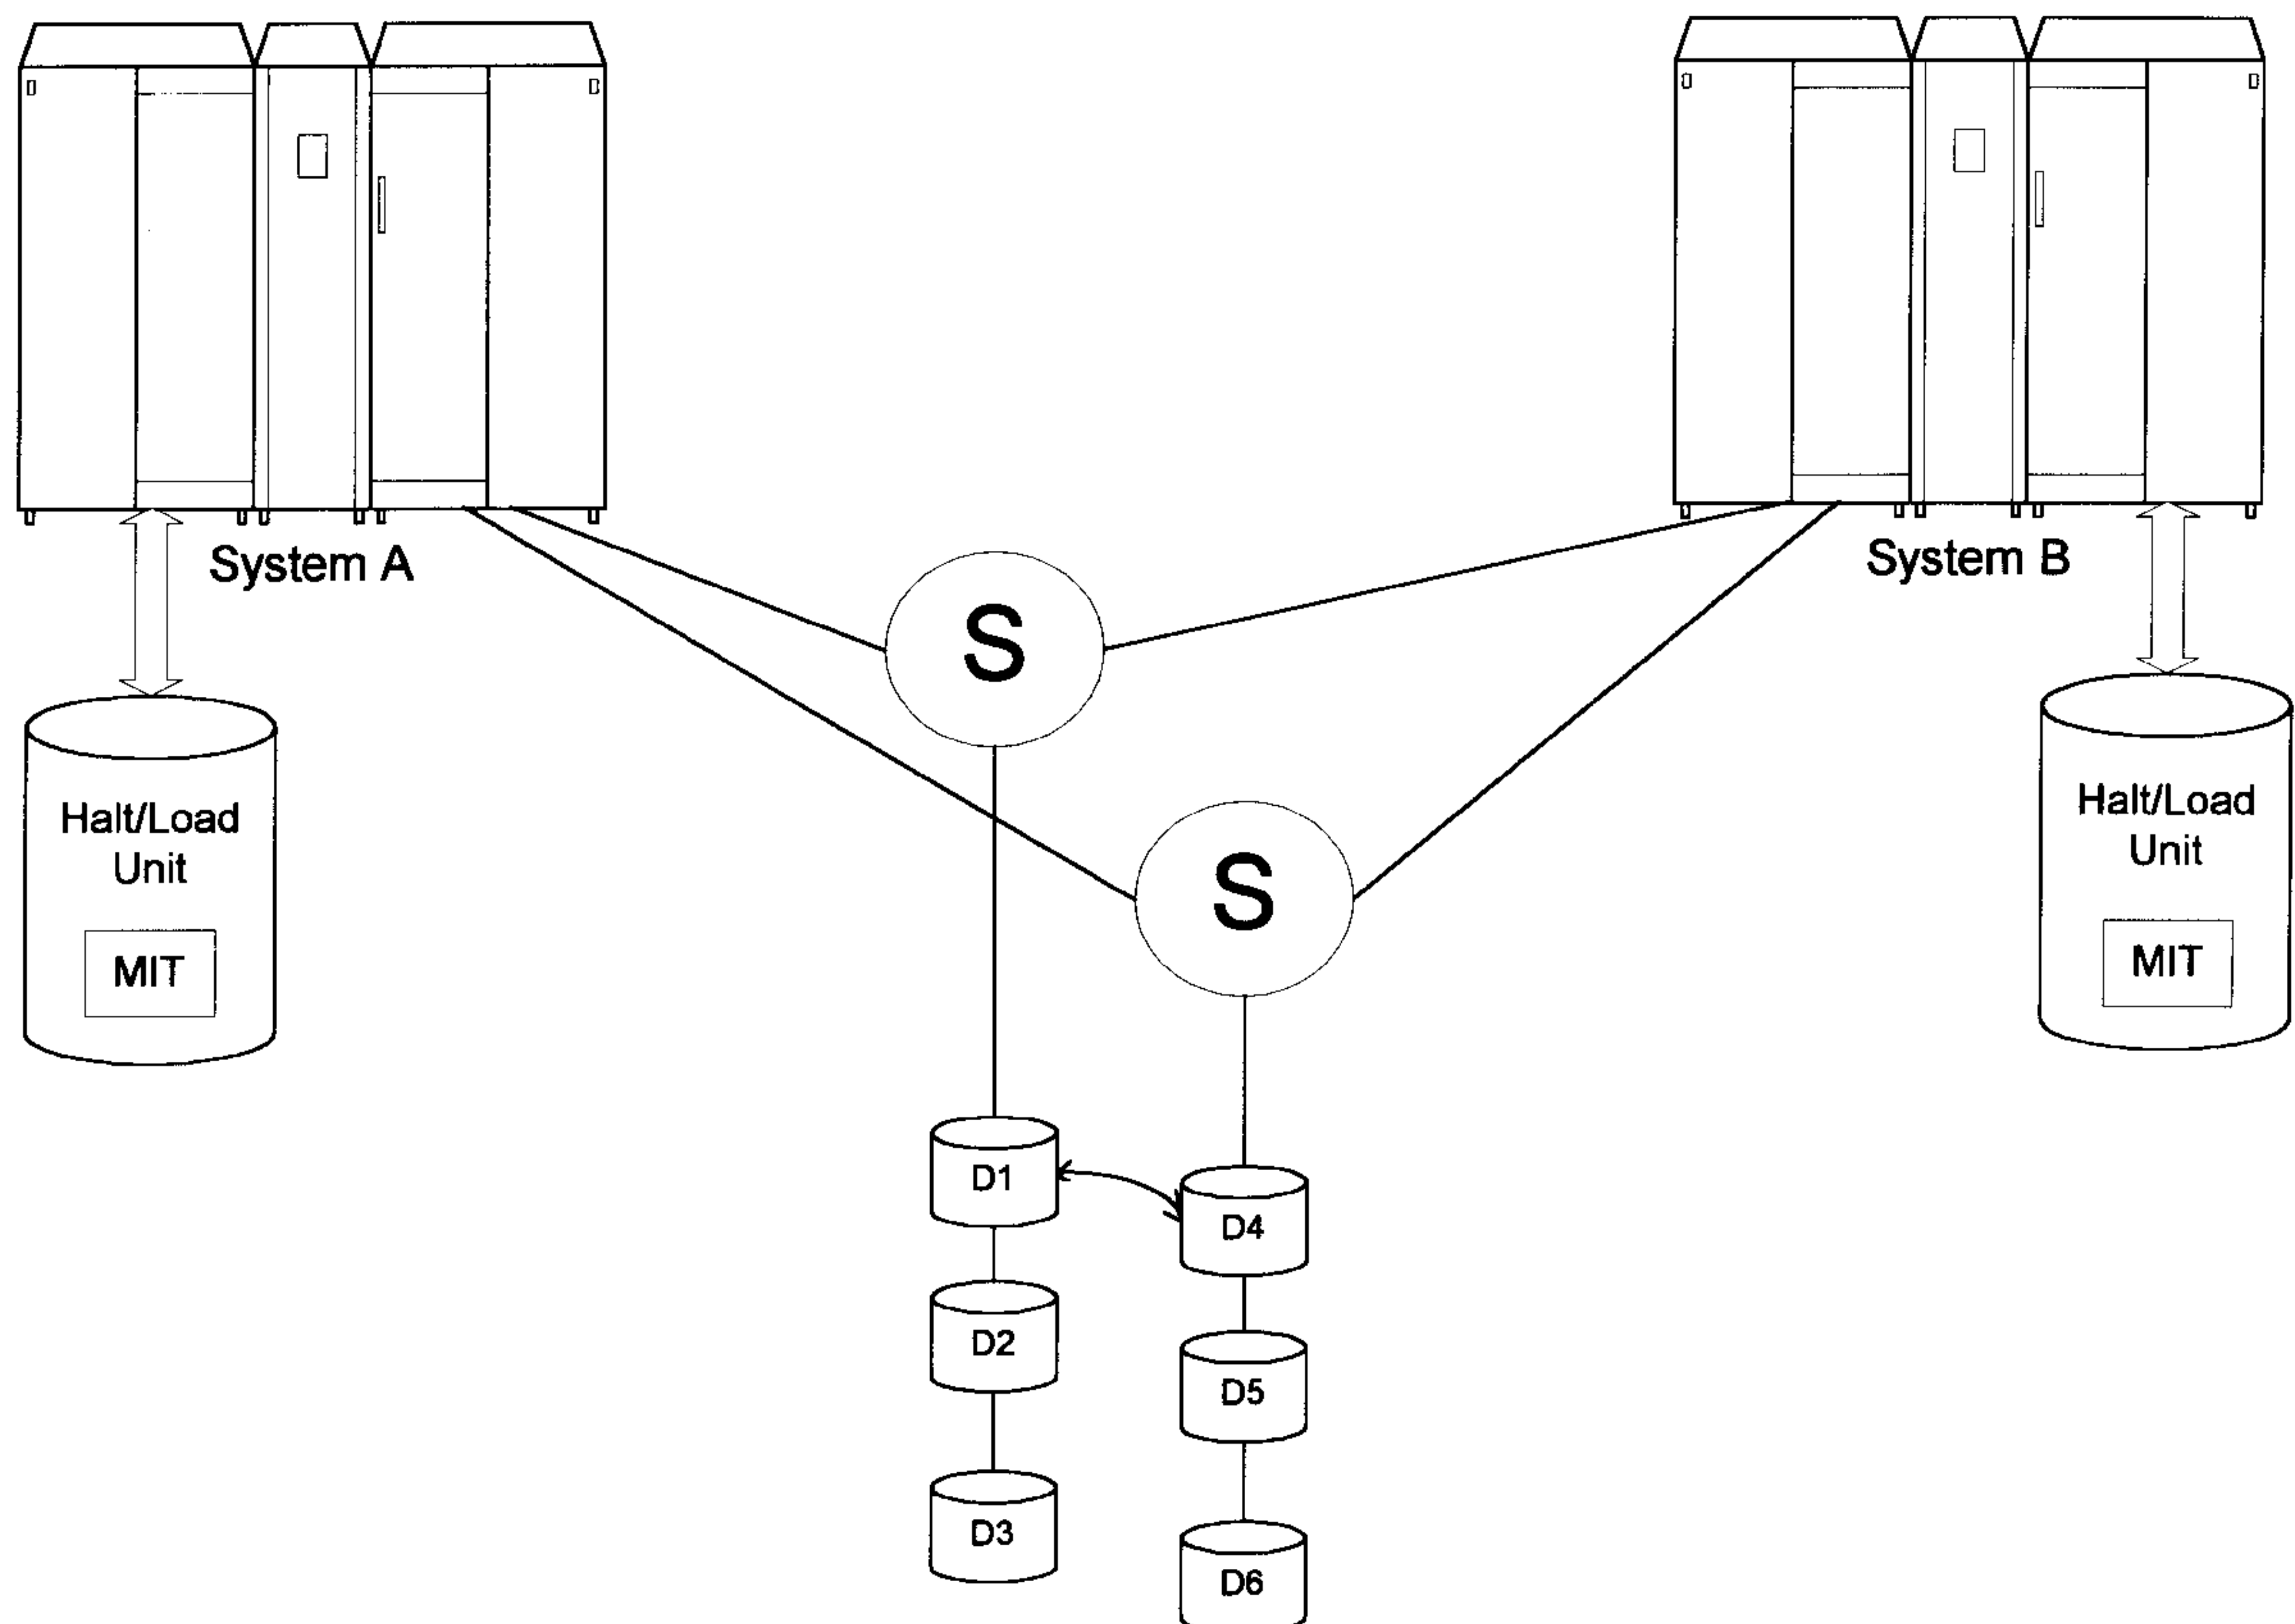 System A
System B
S
S
Halt/Load
Unit
MIT
Halt/Load
Unit
MIT
D1
D4
D2
D5
D3
D6